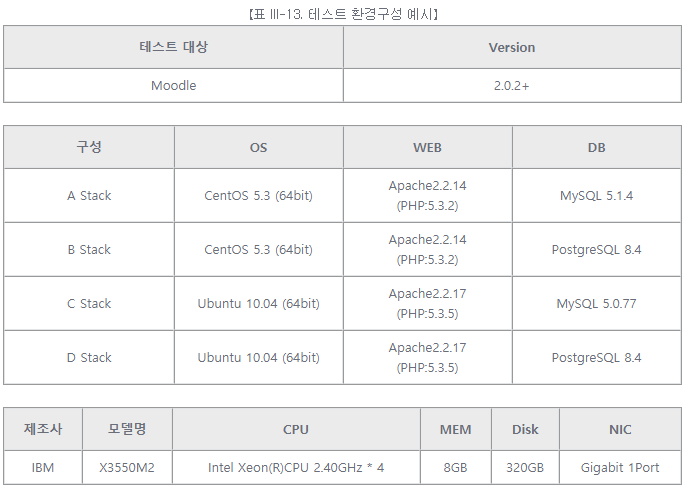 【표 III-13. 테스트 환경구성 예시】
테스트 대상 Version
Moodle 2.0.2+
구성 OS WEB DB
A Stack CentOS 5.3 (64bit) Apache2.2.14 (PHP:5.3.2) MySQL 5.1.4
B Stack CentOS 5.3 (64bit) Apache2.2.14 (PHP:5.3.2) PostgreSQL 8.4
C Stack Ubuntu 10.04 (64bit) Apache2.2.17 (PHP:5.3.5) MySQL 5.0.77
D Stack Ubuntu 10.04 (64bit) Apache2.2.17 (PHP:5.3.5) PostgreSQL 8.4
제조사 모델명 CPU MEM Disk NIC
IBM X3550M2 Intel Xeon(R)CPU 2.40GHz * 4 8GB 320GB Gigabit 1Port